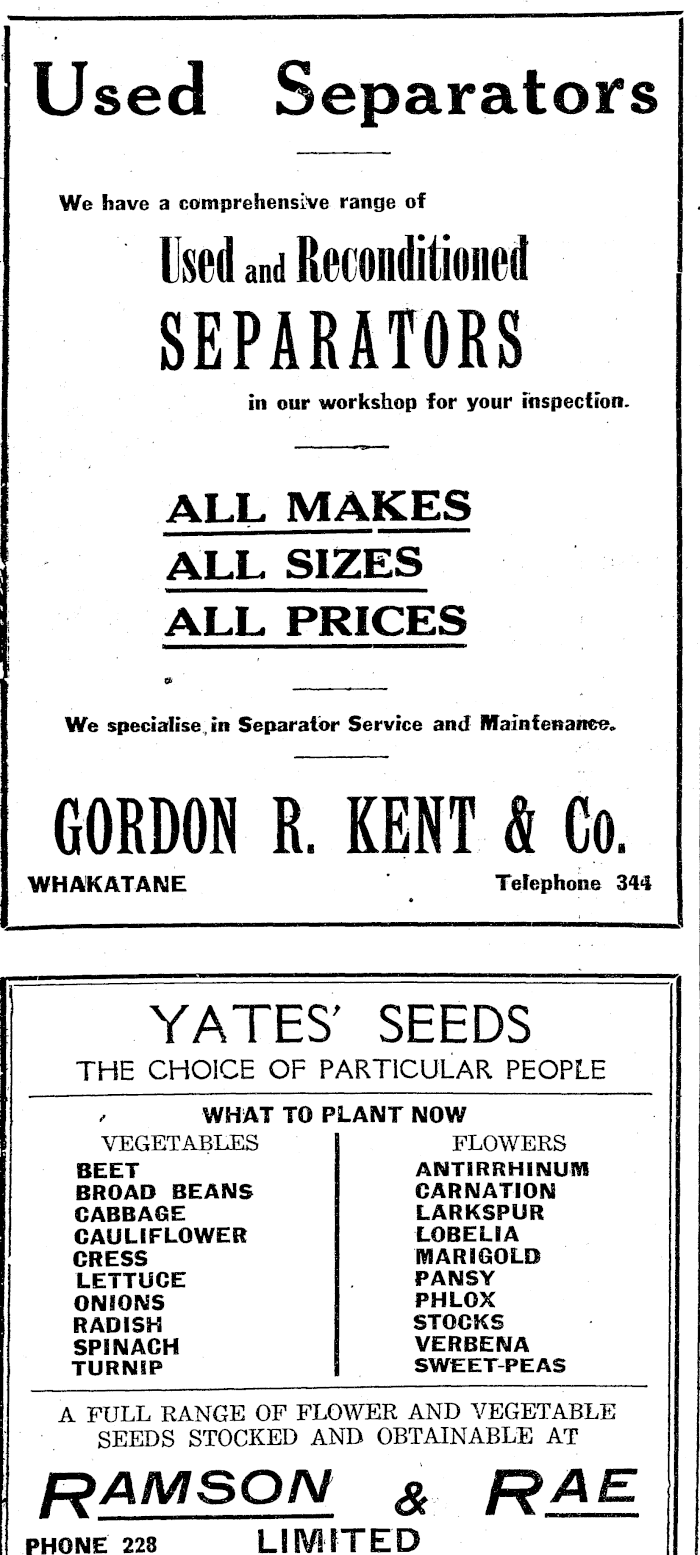 Used Separators
We have a comprehensive range of
Used and Reconditioned
SEPARATORS
in our workshop for your inspection.
ALL MAKES
ALL SIZES
ALL PRICES
We specialise in Separator Service and Maintenance.
GORDON R. KENT & Co.
WHAKATANE Telephone 344
YATES' SEEDS
THE CHOICE OF PARTICULAR PEOPLE
WHAT TO PLANT NOW
VEGETABLES
BEET
BROAD BEANS
CABBAGE
CAULIFLOWER
CRESS
LETTUCE
ONIONS
RADISH
SPINACH
TURNIP
FLOWERS
ANTIRRHINUM
CARNATION
LARKSPUR
LOBELIA
MARIGOLD
PANSY
PHLOX
STOCKS
VERBENA
SWEET-PEAS
A FULL RANGE OF FLOWER AND VEGETABLE
SEEDS STOCKED AND OBTAINABLE AT
RAMSON & RAE
PHONE 228 LIMITED